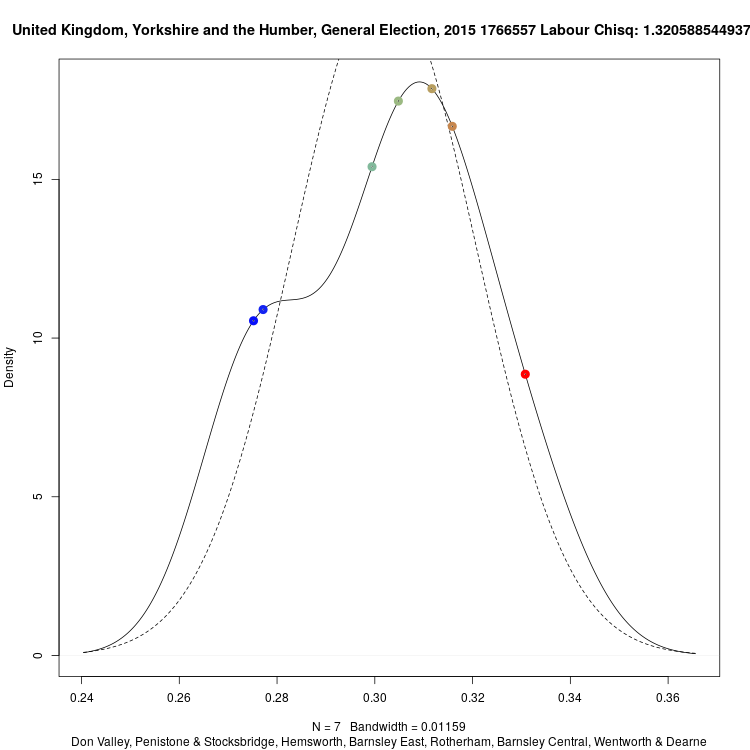 United Kingdom, Yorkshire and the Humber, General Election, 2015 1766557 Labour Chisq: 1.320588544937
Density
15
10
5
0
0.24 0.26 0.28 0.30 0.32 0.34 0.36
N = 7 Bandwidth = 0.01159
Don Valley, Penistone & Stocksbridge, Hemsworth, Barnsley East, Rotherham, Barnsley Central, Wentworth & Dearne